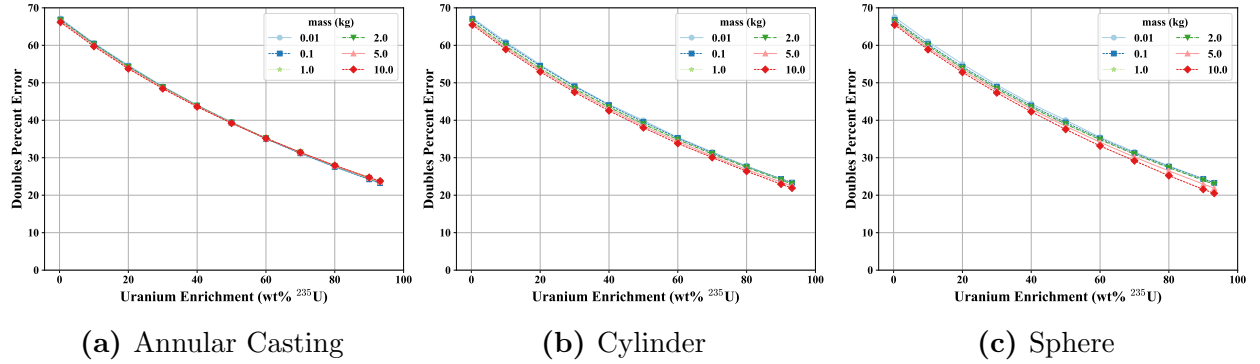 Doubles Percent Error
70
60
50
40
30
20
10
0
mass (kg)
0.01 2.0
0.1 5.0
1.0 10.0
0 20 40 60 80 100
Uranium Enrichment (wt% ²³⁵U)
(a) Annular Casting
Doubles Percent Error
70
60
50
40
30
20
10
0
mass (kg)
0.01 2.0
0.1 5.0
1.0 10.0
0 20 40 60 80 100
Uranium Enrichment (wt% ²³⁵U)
(b) Cylinder
Doubles Percent Error
70
60
50
40
30
20
10
0
mass (kg)
0.01 2.0
0.1 5.0
1.0 10.0
0 20 40 60 80 100
Uranium Enrichment (wt% ²³⁵U)
(c) Sphere